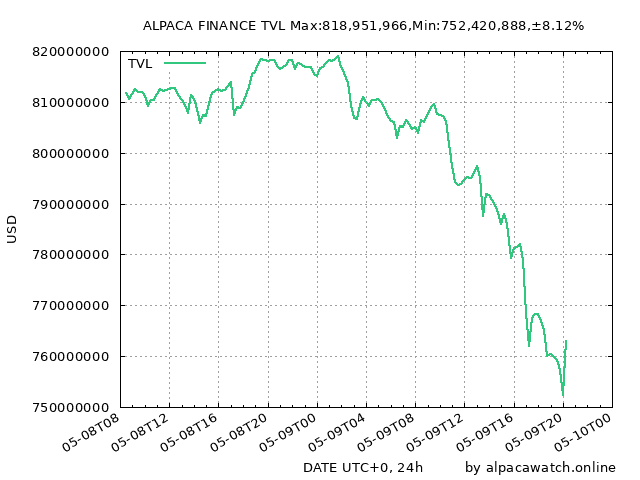 ALPACA FINANCE TVL Max:818,951,966,Min:752,420,888,±8.12%
820000000
TVL
810000000
800000000
790000000
USD
780000000
770000000
760000000
750000000
05-08T08 05-08T12 05-08T16 05-08T20 05-09T00 05-09T04 05-09T08 05-09T12 05-09T16 05-09T20 05-10T00
DATE UTC+0, 24h by alpacawatch.online